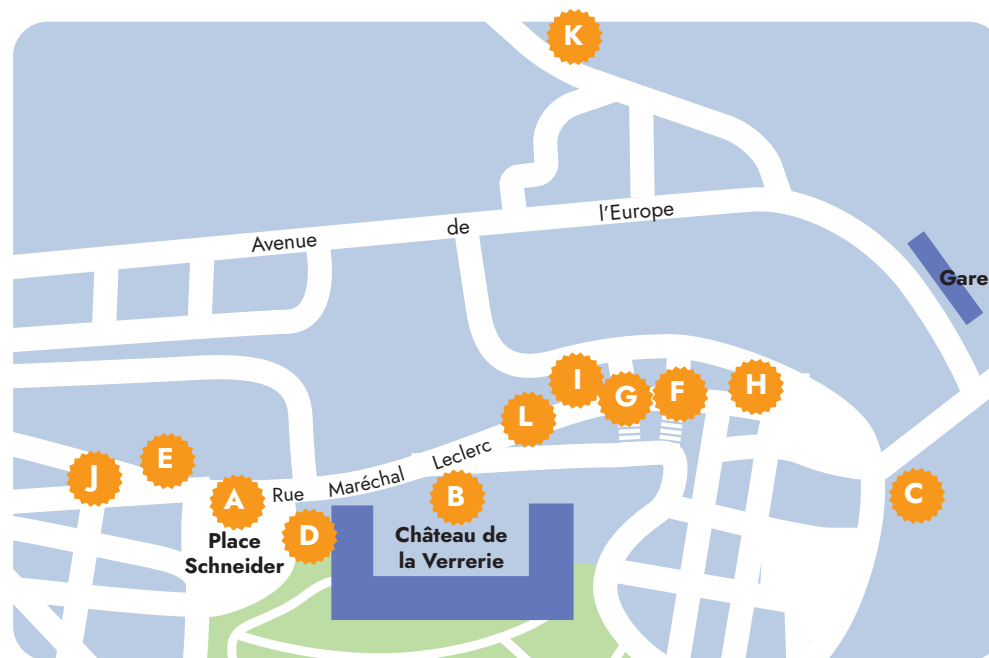 K
Avenue de l'Europe
Gare
I
G
F
H
L
E
J
A
Rue Maréchal Leclerc
B
C
D
Place
Schneider
Château de
la Verrerie